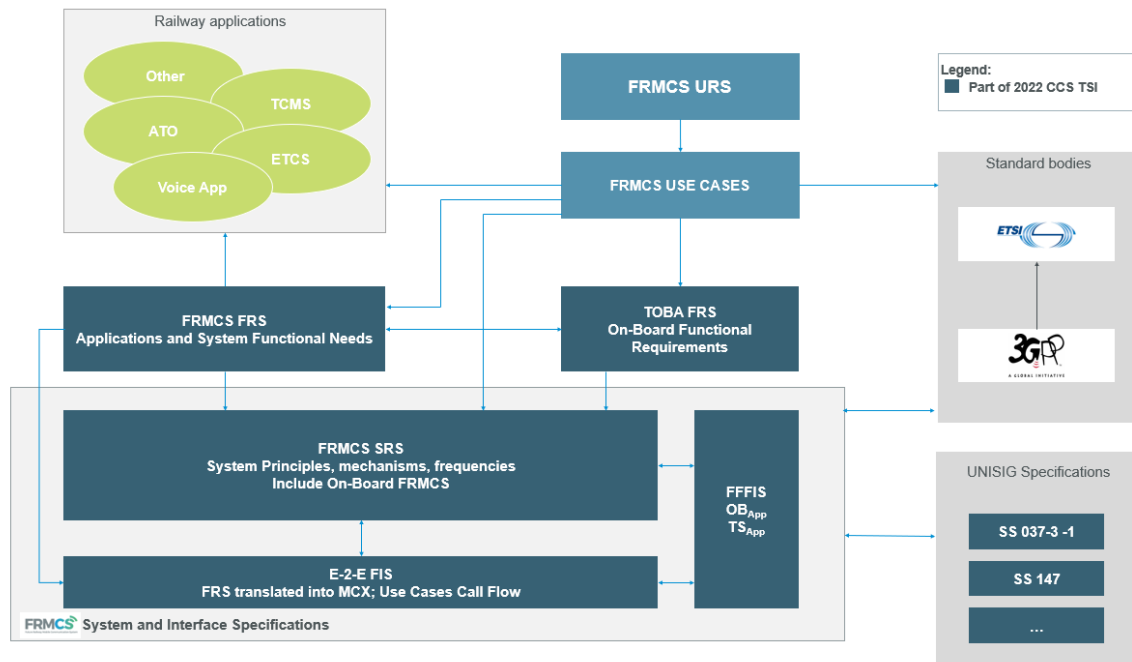 Railway applications
Other
TCMS
ATO
ETCS
Voice App
FRMCS URS
FRMCS USE CASES
Legend:
Part of 2022 CCS TSI
Standard bodies
ETSI
3GPP
A GLOBAL INITIATIVE
FRMCS FRS
Applications and System Functional Needs
TOBA FRS
On-Board Functional
Requirements
FRMCS SRS
System Principles, mechanisms, frequencies
Include On-Board FRMCS
FFFIS
OBApp
TSApp
E-2-E FIS
FRS translated into MCX; Use Cases Call Flow
FRMCS
System and Interface Specifications
UNISIG Specifications
SS 037-3 -1
SS 147
...